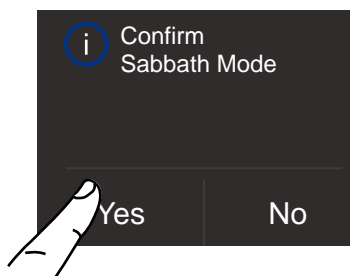 i Confirm
Sabbath Mode
Yes No